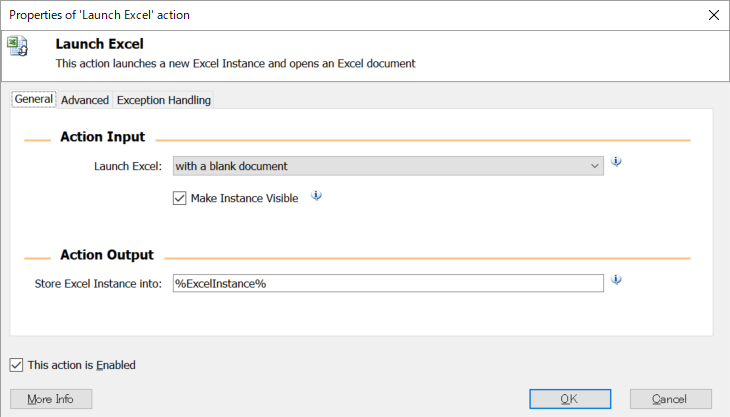 Properties of 'Launch Excel' action
Launch Excel
This action launches a new Excel Instance and opens an Excel document
General Advanced Exception Handling
Action Input
Launch Excel: with a blank document
Make Instance Visible
Action Output
Store Excel Instance into: %ExcelInstance%
This action is Enabled
More Info OK Cancel